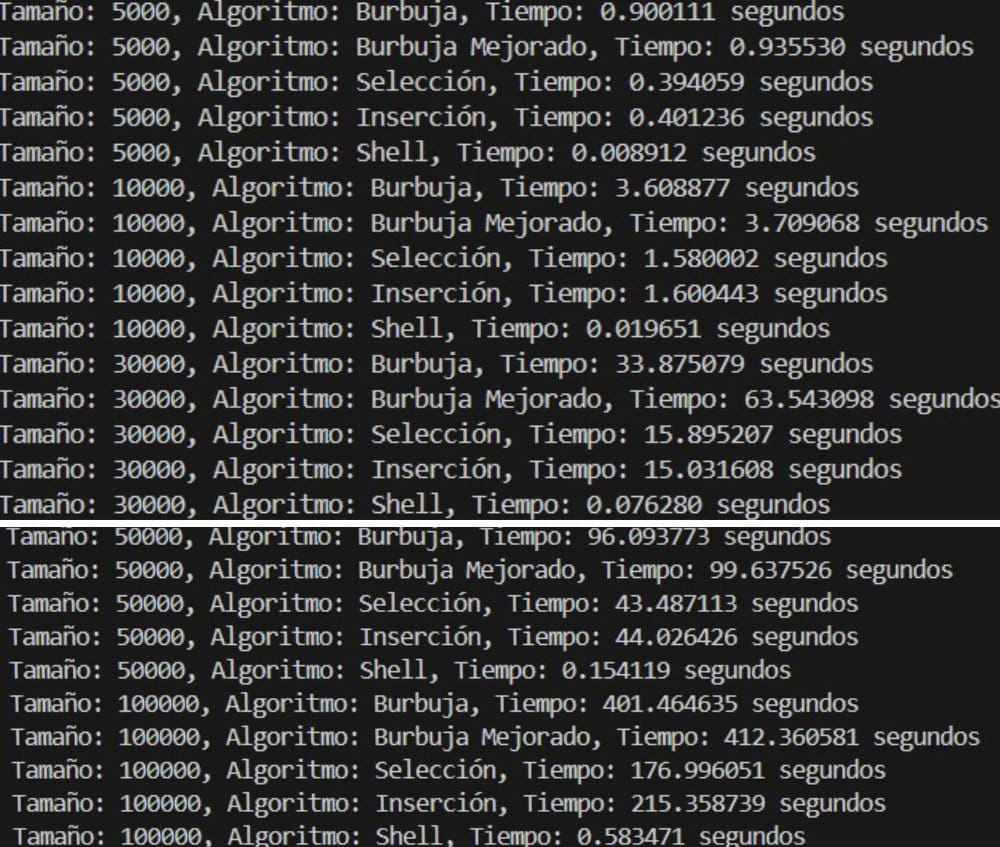 Tamaño: 5000, Algoritmo: Burbuja, Tiempo: 0.900111 segundos
Tamaño: 5000, Algoritmo: Burbuja Mejorado, Tiempo: 0.935530 segundos
Tamaño: 5000, Algoritmo: Selección, Tiempo: 0.394059 segundos
Tamaño: 5000, Algoritmo: Inserción, Tiempo: 0.401236 segundos
Tamaño: 5000, Algoritmo: Shell, Tiempo: 0.008912 segundos
Tamaño: 10000, Algoritmo: Burbuja, Tiempo: 3.608877 segundos
Tamaño: 10000, Algoritmo: Burbuja Mejorado, Tiempo: 3.709068 segundos
Tamaño: 10000, Algoritmo: Selección, Tiempo: 1.580002 segundos
Tamaño: 10000, Algoritmo: Inserción, Tiempo: 1.600443 segundos
Tamaño: 10000, Algoritmo: Shell, Tiempo: 0.019651 segundos
Tamaño: 30000, Algoritmo: Burbuja, Tiempo: 33.875079 segundos
Tamaño: 30000, Algoritmo: Burbuja Mejorado, Tiempo: 63.543098 segundos
Tamaño: 30000, Algoritmo: Selección, Tiempo: 15.895207 segundos
Tamaño: 30000, Algoritmo: Inserción, Tiempo: 15.031608 segundos
Tamaño: 30000, Algoritmo: Shell, Tiempo: 0.076280 segundos
Tamaño: 50000, Algoritmo: Burbuja, Tiempo: 96.093773 segundos
Tamaño: 50000, Algoritmo: Burbuja Mejorado, Tiempo: 99.637526 segundos
Tamaño: 50000, Algoritmo: Selección, Tiempo: 43.487113 segundos
Tamaño: 50000, Algoritmo: Inserción, Tiempo: 44.026426 segundos
Tamaño: 50000, Algoritmo: Shell, Tiempo: 0.154119 segundos
Tamaño: 100000, Algoritmo: Burbuja, Tiempo: 401.464635 segundos
Tamaño: 100000, Algoritmo: Burbuja Mejorado, Tiempo: 412.360581 segundos
Tamaño: 100000, Algoritmo: Selección, Tiempo: 176.996051 segundos
Tamaño: 100000, Algoritmo: Inserción, Tiempo: 215.358739 segundos
Tamaño: 100000, Algoritmo: Shell, Tiempo: 0.583471 segundos